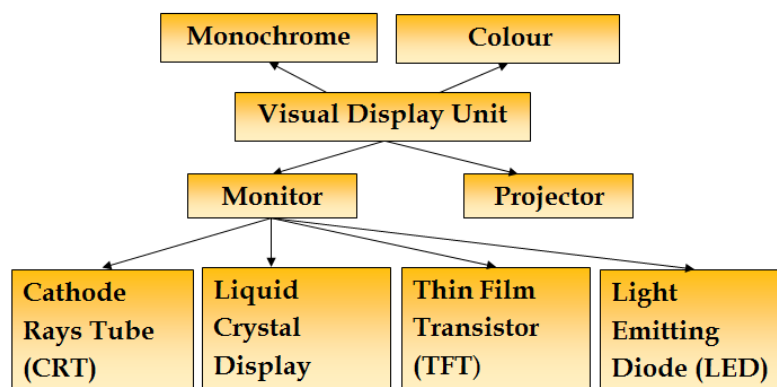 Monochrome
Colour
Visual Display Unit
Monitor
Projector
Cathode
Rays Tube
(CRT)
Liquid
Crystal
Display
Thin Film
Transistor
(TFT)
Light
Emitting
Diode (LED)